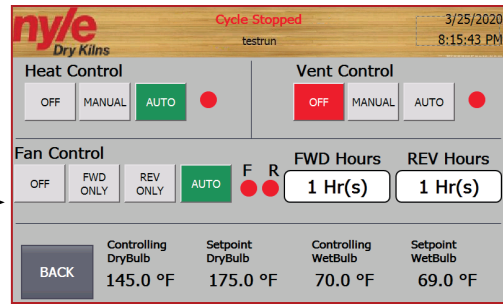 nyle
Dry Kilns
Cycle Stopped
testrun
3/25/2020
8:15:43 PM
Heat Control
OFF MANUAL AUTO
Vent Control
OFF MANUAL AUTO
Fan Control
OFF FWD ONLY REV ONLY AUTO
F R
FWD Hours
1 Hr(s)
REV Hours
1 Hr(s)
BACK
Controlling DryBulb
145.0 °F
Setpoint DryBulb
175.0 °F
Controlling WetBulb
70.0 °F
Setpoint WetBulb
69.0 °F